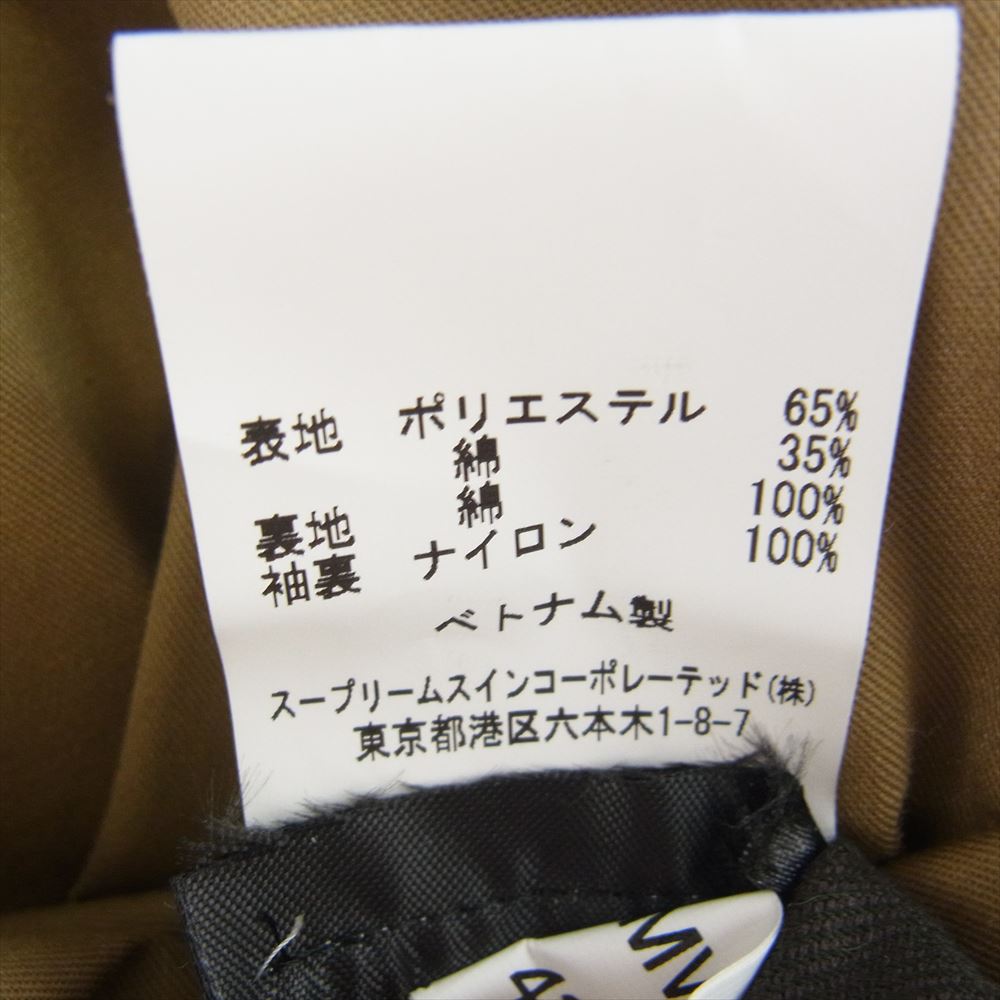 表地 ポリエステル 65%
綿 35%
裏地 綿 100%
袖裏 ナイロン 100%
ベトナム製
スープリームスインコーポレーテッド(株)
東京都港区六本木1-8-7
MV